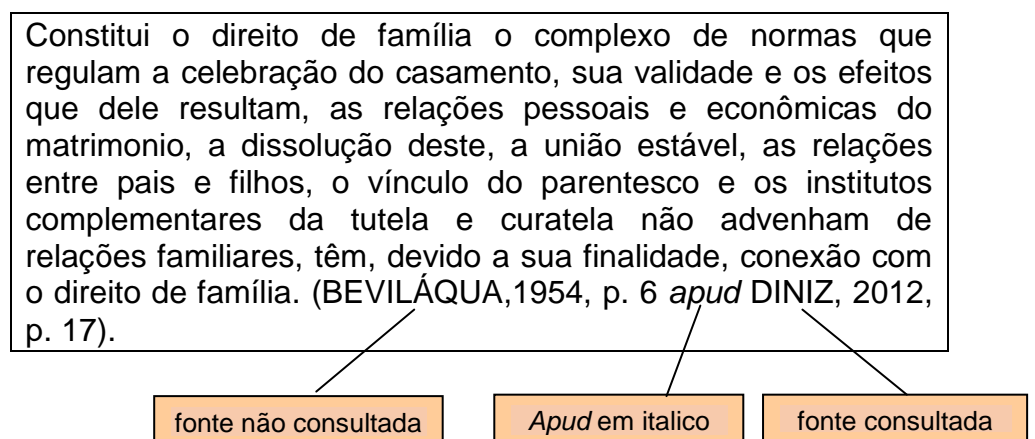 Constitui o direito de família o complexo de normas que
regulam a celebração do casamento, sua validade e os efeitos
que dele resultam, as relações pessoais e econômicas do
matrimonio, a dissolução deste, a união estável, as relações
entre pais e filhos, o vínculo do parentesco e os institutos
complementares da tutela e curatela não advenham de
relações familiares, têm, devido a sua finalidade, conexão com
o direito de família. (BEVILÁQUA,1954, p. 6 apud DINIZ, 2012,
p. 17).
fonte não consultada
Apud em italico
fonte consultada